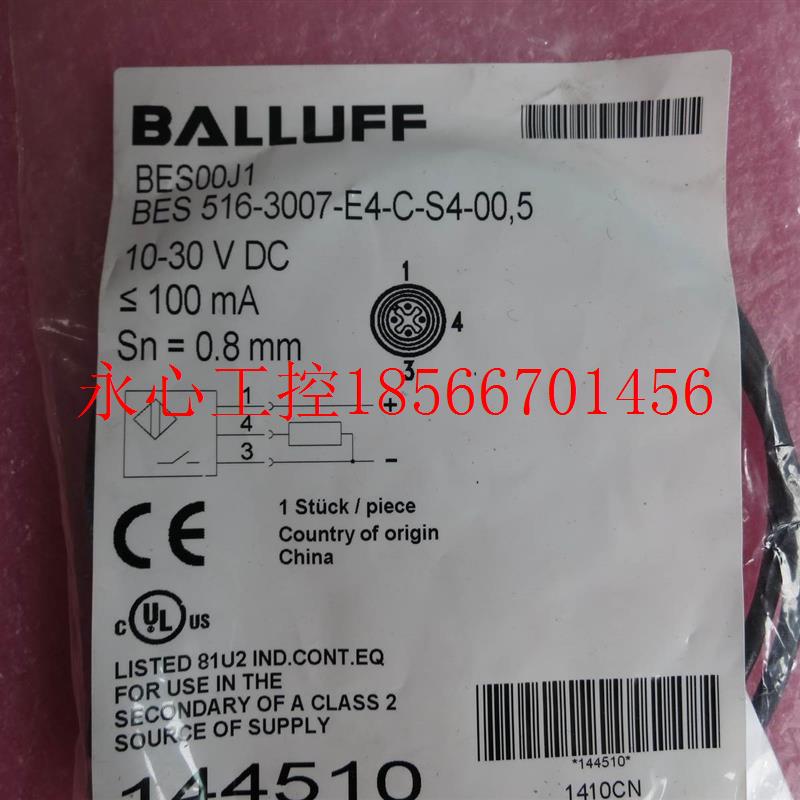 BALLUFF
BES00J1
BES 516-3007-E4-C-S4-00,5
10-30 V DC
≤ 100 mA
Sn = 0.8 mm
1
4
3
永心工控18566701456
1
+
4
3
-
1 Stück / piece
Country of origin
China
CE
c UL US
LISTED 81U2 IND.CONT.EQ
FOR USE IN THE
SECONDARY OF A CLASS 2
SOURCE OF SUPPLY
144510
*144510*
1410CN